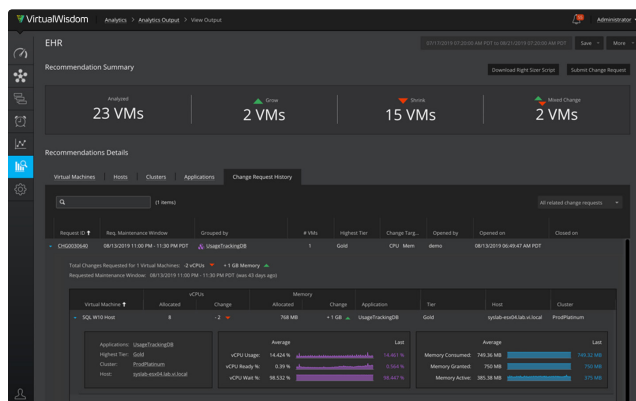 VirtualWisdom Analytics > Analytics Output > View Output Administrator
EHR 07/17/2019 07:20:00 AM PDT to 08/21/2019 07:20:00 AM PDT Save More
Recommendation Summary Download Right Sizer Script Submit Change Request
Analyzed Grow Shrink Mixed Change
23 VMs 2 VMs 15 VMs 2 VMs
Recommendations Details
Virtual Machines Hosts Clusters Applications Change Request History
(1 items) All related change requests
Request ID Req. Maintenance Window Grouped by # VMs Highest Tier Change Targ... Opened by Opened on Closed on
CHG0030640 08/13/2019 11:00 PM - 11:30 PM PDT UsageTrackingDB 1 Gold CPU Mem demo 08/13/2019 06:49:47 AM PDT
Total Changes Requested for 1 Virtual Machines: -2 vCPUs + 1 GB Memory
Requested Maintenance Window: 08/13/2019 11:00 PM - 11:30 PM PDT (was 43 days ago)
vCPUs Memory
Virtual Machine Allocated Change Allocated Change Application Tier Host Cluster
SQL W10 Host 8 - 2 768 MB + 1 GB UsageTrackingDB Gold syslab-esx04.lab.vi.local ProdPlatinum
Average Last Average Last
Applications: UsageTrackingDB
Highest Tier: Gold
Cluster: ProdPlatinum
Host: syslab-esx04.lab.vi.local
vCPU Usage: 14.424 % 14.461 %
vCPU Ready %: 0.39 % 0.564 %
vCPU Wait %: 98.532 % 98.447 %
Memory Consumed: 749.36 MB 749.32 MB
Memory Granted: 750 MB 750 MB
Memory Active: 385.38 MB 375 MB